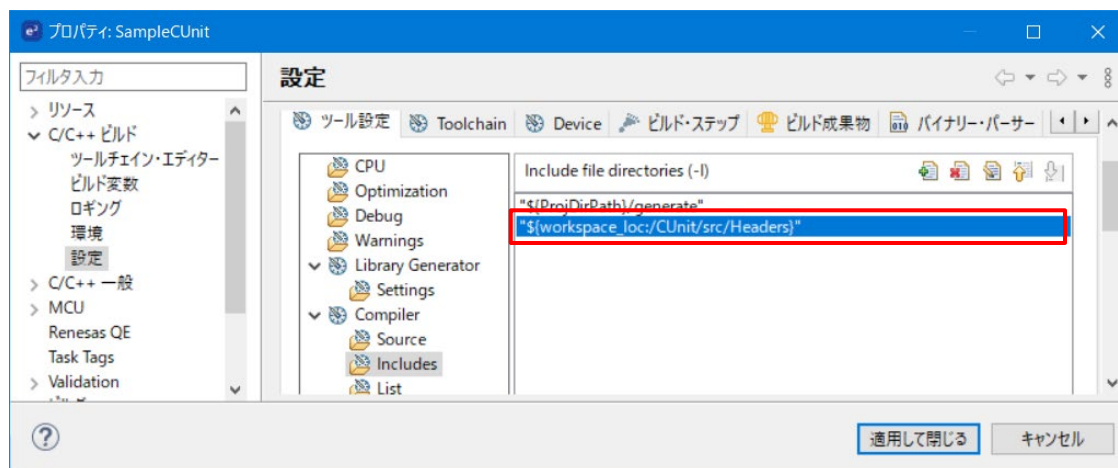 e² プロパティ: SampleCUnit
フィルタ入力
リソース
C/C++ ビルド
ツールチェイン・エディター
ビルド変数
ロギング
環境
設定
C/C++ 一般
MCU
Renesas QE
Task Tags
Validation
設定
ツール設定
Toolchain
Device
ビルド・ステップ
ビルド成果物
バイナリー・パーサー
CPU
Optimization
Debug
Warnings
Library Generator
Settings
Compiler
Source
Includes
List
Include file directories (-I)
"${ProjDirPath}/generate"
"${workspace_loc:/CUnit/src/Headers}"
適用して閉じる
キャンセル